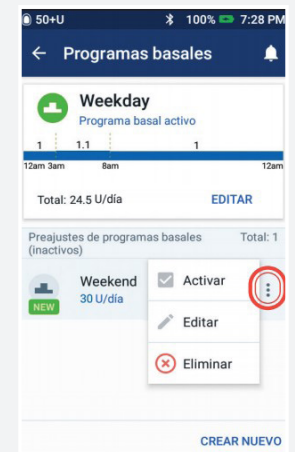 50+U 100% 7:28 PM
Programas basales
Weekday
Programa basal activo
1 1.1 1
12am 3am 8am 12am
Total: 24.5 U/día EDITAR
Preajustes de programas basales Total: 1
(inactivos)
Weekend
30 U/día
NEW
Activar
Editar
Eliminar
CREAR NUEVO